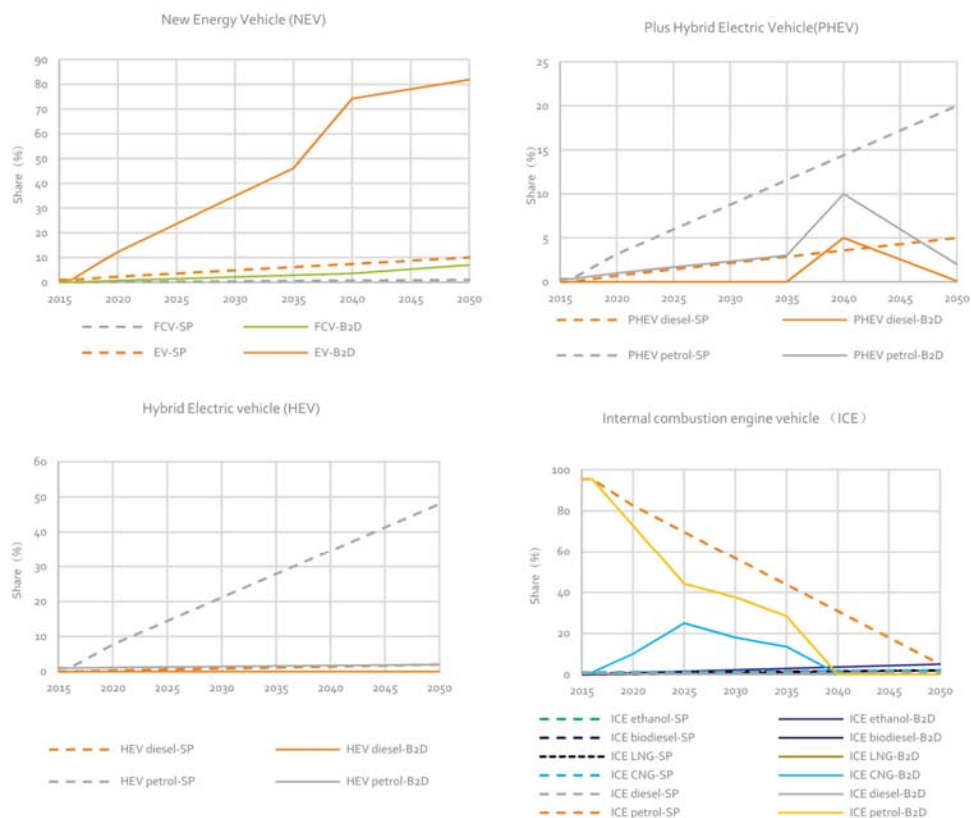 New Energy Vehicle (NEV)
90
80
70
60
50
40
30
20
10
0
Share（%）
2015 2020 2025 2030 2035 2040 2045 2050
FCV-SP FCV-B2D
EV-SP EV-B2D
Plus Hybrid Electric Vehicle(PHEV)
25
20
15
10
5
0
Share（%）
2015 2020 2025 2030 2035 2040 2045 2050
PHEV diesel-SP PHEV diesel-B2D
PHEV petrol-SP PHEV petrol-B2D
Hybrid Electric vehicle (HEV)
60
50
40
30
20
10
0
Share（%）
2015 2020 2025 2030 2035 2040 2045 2050
HEV diesel-SP HEV diesel-B2D
HEV petrol-SP HEV petrol-B2D
Internal combustion engine vehicle （ICE）
100
80
60
40
20
0
Share（%）
2015 2020 2025 2030 2035 2040 2045 2050
ICE ethanol-SP ICE ethanol-B2D
ICE biodiesel-SP ICE biodiesel-B2D
ICE LNG-SP ICE LNG-B2D
ICE CNG-SP ICE CNG-B2D
ICE diesel-SP ICE diesel-B2D
ICE petrol-SP ICE petrol-B2D